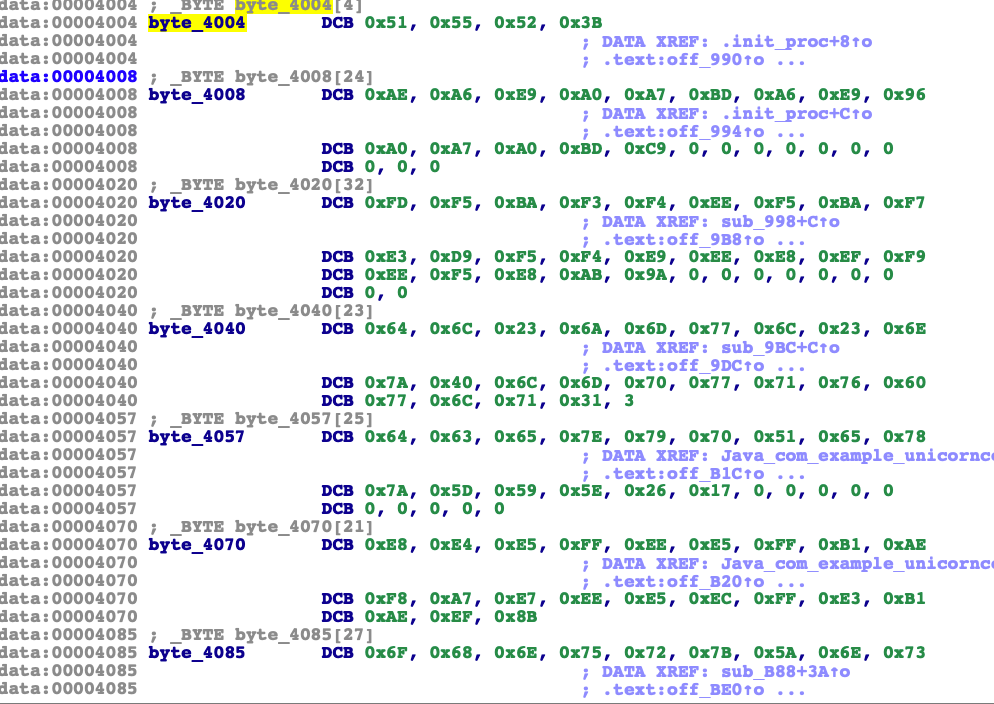 data:00004004 ; _BYTE byte_4004[4]
data:00004004 byte_4004 DCB 0x51, 0x55, 0x52, 0x3B
data:00004004 ; DATA XREF: .init_proc+8↑o
data:00004004 ; .text:off_990↑o ...
data:00004008 ; _BYTE byte_4008[24]
data:00004008 byte_4008 DCB 0xAE, 0xA6, 0xE9, 0xA0, 0xA7, 0xBD, 0xA6, 0xE9, 0x96
data:00004008 ; DATA XREF: .init_proc+C↑o
data:00004008 ; .text:off_994↑o ...
data:00004008 DCB 0xA0, 0xA7, 0xA0, 0xBD, 0xC9, 0, 0, 0, 0, 0, 0, 0
data:00004008 DCB 0, 0, 0
data:00004020 ; _BYTE byte_4020[32]
data:00004020 byte_4020 DCB 0xFD, 0xF5, 0xBA, 0xF3, 0xF4, 0xEE, 0xF5, 0xBA, 0xF7
data:00004020 ; DATA XREF: sub_998+C↑o
data:00004020 ; .text:off_9B8↑o ...
data:00004020 DCB 0xE3, 0xD9, 0xF5, 0xF4, 0xE9, 0xEE, 0xE8, 0xEF, 0xF9
data:00004020 DCB 0xEE, 0xF5, 0xE8, 0xAB, 0x9A, 0, 0, 0, 0, 0, 0, 0
data:00004020 DCB 0, 0
data:00004040 ; _BYTE byte_4040[23]
data:00004040 byte_4040 DCB 0x64, 0x6C, 0x23, 0x6A, 0x6D, 0x77, 0x6C, 0x23, 0x6E
data:00004040 ; DATA XREF: sub_9BC+C↑o
data:00004040 ; .text:off_9DC↑o ...
data:00004040 DCB 0x7A, 0x40, 0x6C, 0x6D, 0x70, 0x77, 0x71, 0x76, 0x60
data:00004040 DCB 0x77, 0x6C, 0x71, 0x31, 3
data:00004057 ; _BYTE byte_4057[25]
data:00004057 byte_4057 DCB 0x64, 0x63, 0x65, 0x7E, 0x79, 0x70, 0x51, 0x65, 0x78
data:00004057 ; DATA XREF: Java_com_example_unicornco
data:00004057 ; .text:off_B1C↑o ...
data:00004057 DCB 0x7A, 0x5D, 0x59, 0x5E, 0x26, 0x17, 0, 0, 0, 0, 0
data:00004057 DCB 0, 0, 0, 0, 0
data:00004070 ; _BYTE byte_4070[21]
data:00004070 byte_4070 DCB 0xE8, 0xE4, 0xE5, 0xFF, 0xEE, 0xE5, 0xFF, 0xB1, 0xAE
data:00004070 ; DATA XREF: Java_com_example_unicornco
data:00004070 ; .text:off_B20↑o ...
data:00004070 DCB 0xF8, 0xA7, 0xE7, 0xEE, 0xE5, 0xEC, 0xFF, 0xE3, 0xB1
data:00004070 DCB 0xAE, 0xEF, 0x8B
data:00004085 ; _BYTE byte_4085[27]
data:00004085 byte_4085 DCB 0x6F, 0x68, 0x6E, 0x75, 0x72, 0x7B, 0x5A, 0x6E, 0x73
data:00004085 ; DATA XREF: sub_B88+3A↑o
data:00004085 ; .text:off_BE0↑o ...